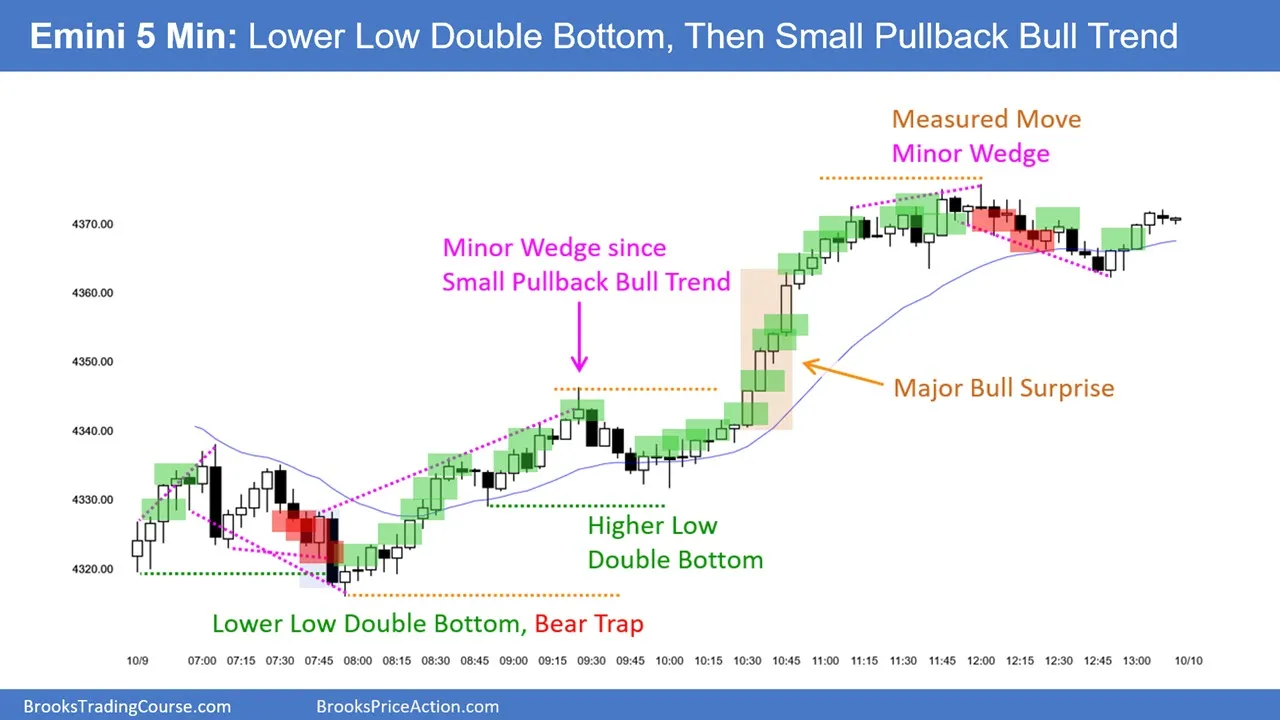 Emini 5 Min: Lower Low Double Bottom, Then Small Pullback Bull Trend
Measured Move
Minor Wedge
4370.00
Minor Wedge since
Small Pullback Bull Trend
4360.00
4350.00
Major Bull Surprise
4340.00
4330.00
Higher Low
Double Bottom
4320.00
Lower Low Double Bottom, Bear Trap
10/9 07:00 07:15 07:30 07:45 08:00 08:15 08:30 08:45 09:00 09:15 09:30 09:45 10:00 10:15 10:30 10:45 11:00 11:15 11:30 11:45 12:00 12:15 12:30 12:45 13:00 10/10
BrooksTradingCourse.com BrooksPriceAction.com